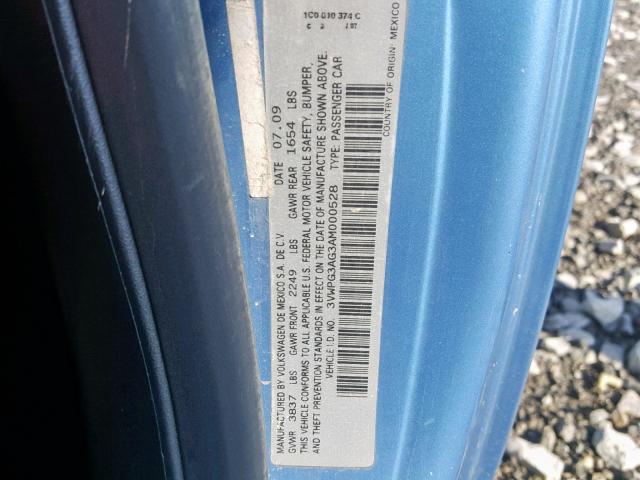 1C0 010 374 C
MANUFACTURED BY VOLKSWAGEN DE MEXICO S.A. DE C.V. DATE 07.09
GVWR 3837 LBS GAWR FRONT 2249 LBS GAWR REAR 1654 LBS
THIS VEHICLE CONFORMS TO ALL APPLICABLE U.S. FEDERAL MOTOR VEHICLE SAFETY, BUMPER,
AND THEFT PREVENTION STANDARDS IN EFFECT ON THE DATE OF MANUFACTURE SHOWN ABOVE.
VEHICLE I.D. NO. 3VWPG3AG3AM000528 TYPE: PASSENGER CAR
COUNTRY OF ORIGIN: MEXICO